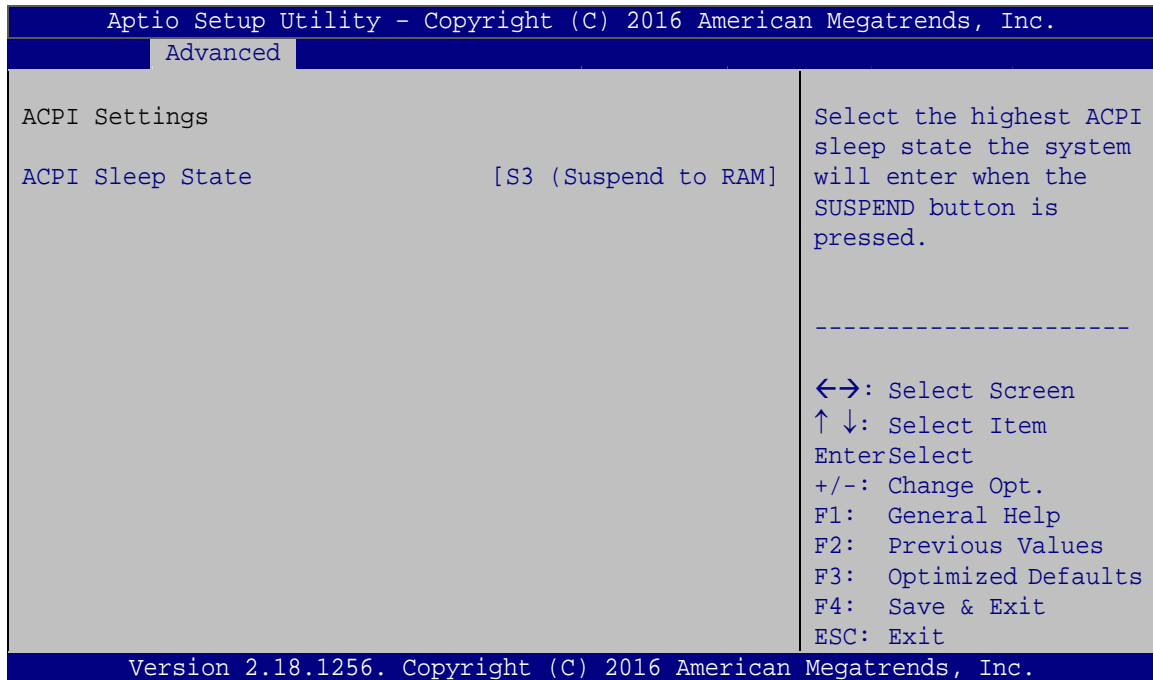 Aptio Setup Utility – Copyright (C) 2016 American Megatrends, Inc.
Advanced
ACPI Settings
ACPI Sleep State [S3 (Suspend to RAM]
Select the highest ACPI
sleep state the system
will enter when the
SUSPEND button is
pressed.
----------------------
←→: Select Screen
↑ ↓: Select Item
EnterSelect
+/-: Change Opt.
F1: General Help
F2: Previous Values
F3: Optimized Defaults
F4: Save & Exit
ESC: Exit
Version 2.18.1256. Copyright (C) 2016 American Megatrends, Inc.